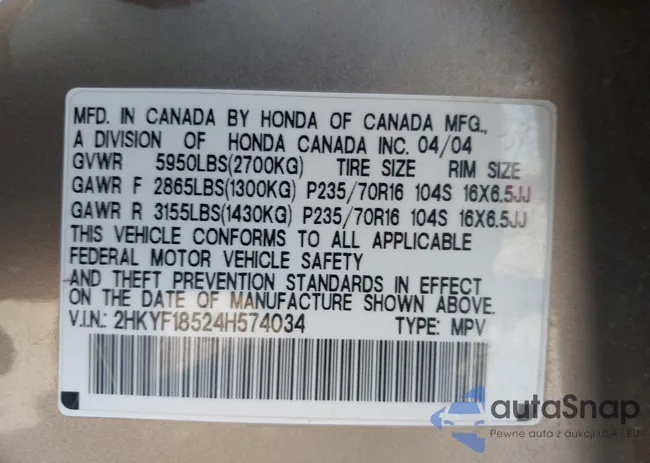 MFD. IN CANADA BY HONDA OF CANADA MFG.,
A DIVISION OF HONDA CANADA INC. 04/04
GVWR 5950LBS(2700KG) TIRE SIZE RIM SIZE
GAWR F 2865LBS(1300KG) P235/70R16 104S 16X6.5JJ
GAWR R 3155LBS(1430KG) P235/70R16 104S 16X6.5JJ
THIS VEHICLE CONFORMS TO ALL APPLICABLE
FEDERAL MOTOR VEHICLE SAFETY
AND THEFT PREVENTION STANDARDS IN EFFECT
ON THE DATE OF MANUFACTURE SHOWN ABOVE.
V.I.N.: 2HKYF18524H574034 TYPE: MPV
autaSnap
Pewne auta z aukcji USA - EU